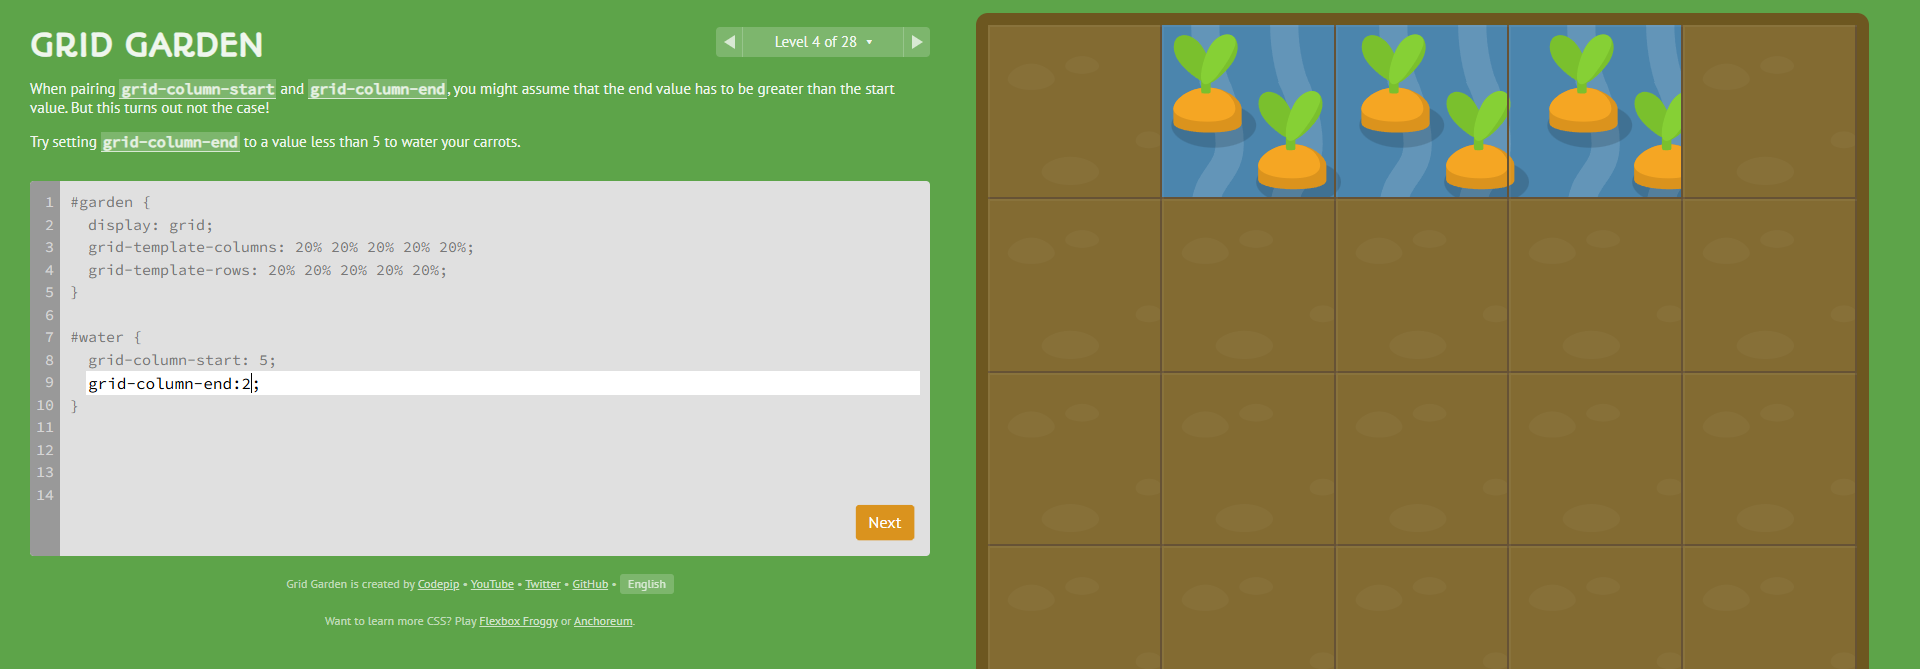 GRID GARDEN
Level 4 of 28
When pairing grid-column-start and grid-column-end, you might assume that the end value has to be greater than the start
value. But this turns out not the case!
Try setting grid-column-end to a value less than 5 to water your carrots.
1 #garden {
2 display: grid;
3 grid-template-columns: 20% 20% 20% 20% 20%;
4 grid-template-rows: 20% 20% 20% 20% 20%;
5 }
6
7 #water {
8 grid-column-start: 5;
9 grid-column-end:2;
10 }
11
12
13
14
Next
Grid Garden is created by Codepip • YouTube • Twitter • GitHub • English
Want to learn more CSS? Play Flexbox Froggy or Anchoreum.